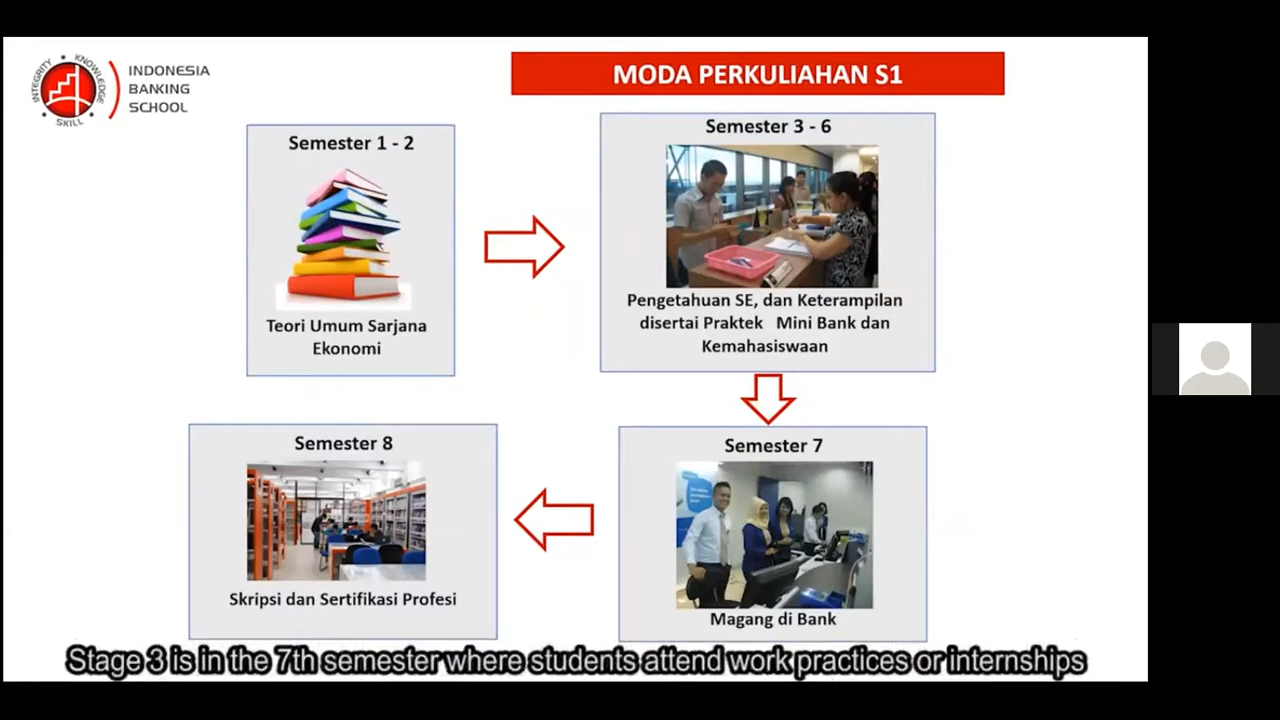 INTEGRITY • KNOWLEDGE • SKILL
INDONESIA
BANKING
SCHOOL
MODA PERKULIAHAN S1
Semester 1 - 2
Teori Umum Sarjana
Ekonomi
Semester 3 - 6
Pengetahuan SE, dan Keterampilan
disertai Praktek Mini Bank dan
Kemahasiswaan
Semester 7
Magang di Bank
Semester 8
Skripsi dan Sertifikasi Profesi
Stage 3 is in the 7th semester where students attend work practices or internships